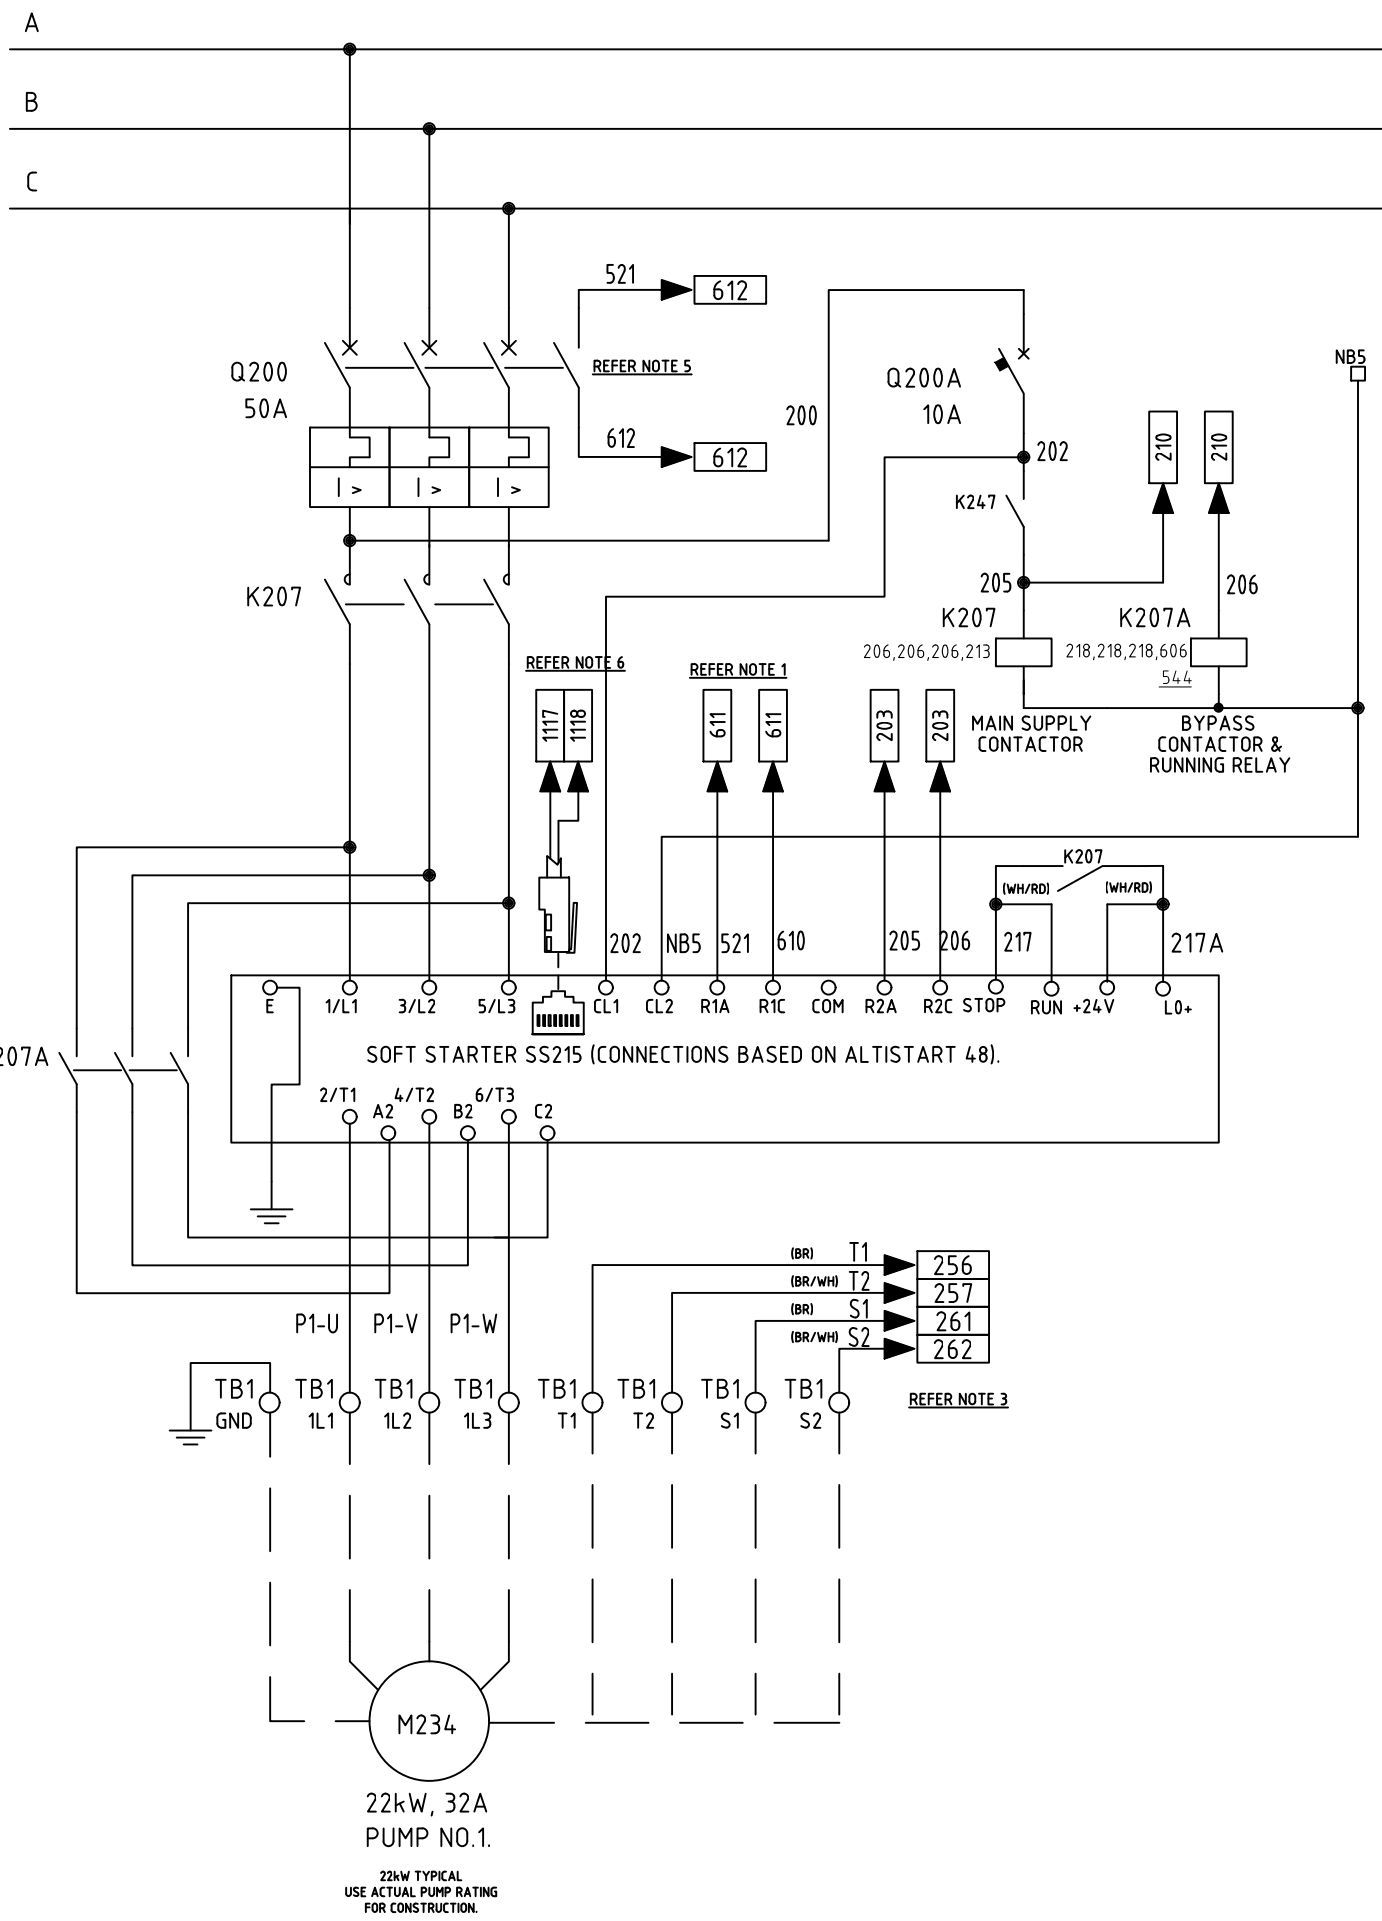 A
B
C
521
612
REFER NOTE 5
Q200
50A
612
612
I >
I >
I >
200
Q200A
10A
202
K247
205
NB5
210
210
206
K207
K207
206,206,206,213
K207A
218,218,218,606
544
MAIN SUPPLY
CONTACTOR
BYPASS
CONTACTOR &
RUNNING RELAY
REFER NOTE 6
1117
1118
REFER NOTE 1
611
611
203
203
K207
(WH/RD)
(WH/RD)
202
NB5
521
610
205
206
217
217A
E
1/L1
3/L2
5/L3
CL1
CL2
R1A
R1C
COM
R2A
R2C
STOP
RUN
+24V
L0+
207A
SOFT STARTER SS215 (CONNECTIONS BASED ON ALTISTART 48).
2/T1
A2
4/T2
B2
6/T3
C2
(BR) T1
256
(BR/WH) T2
257
(BR) S1
261
(BR/WH) S2
262
REFER NOTE 3
P1-U
P1-V
P1-W
TB1
GND
TB1
1L1
TB1
1L2
TB1
1L3
TB1
T1
TB1
T2
TB1
S1
TB1
S2
M234
22kW, 32A
PUMP NO.1.
22kW TYPICAL
USE ACTUAL PUMP RATING
FOR CONSTRUCTION.